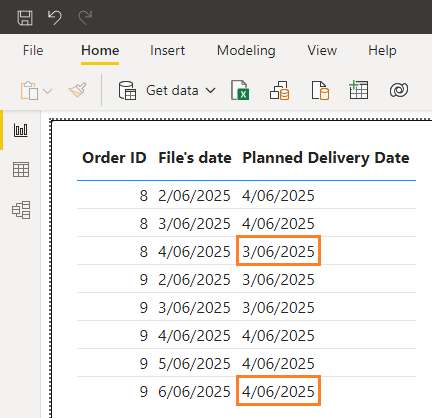 File Home Insert Modeling View Help
Get data
Order ID File's date Planned Delivery Date
8 2/06/2025 4/06/2025
8 3/06/2025 4/06/2025
8 4/06/2025 3/06/2025
9 2/06/2025 3/06/2025
9 3/06/2025 3/06/2025
9 4/06/2025 4/06/2025
9 5/06/2025 4/06/2025
9 6/06/2025 4/06/2025